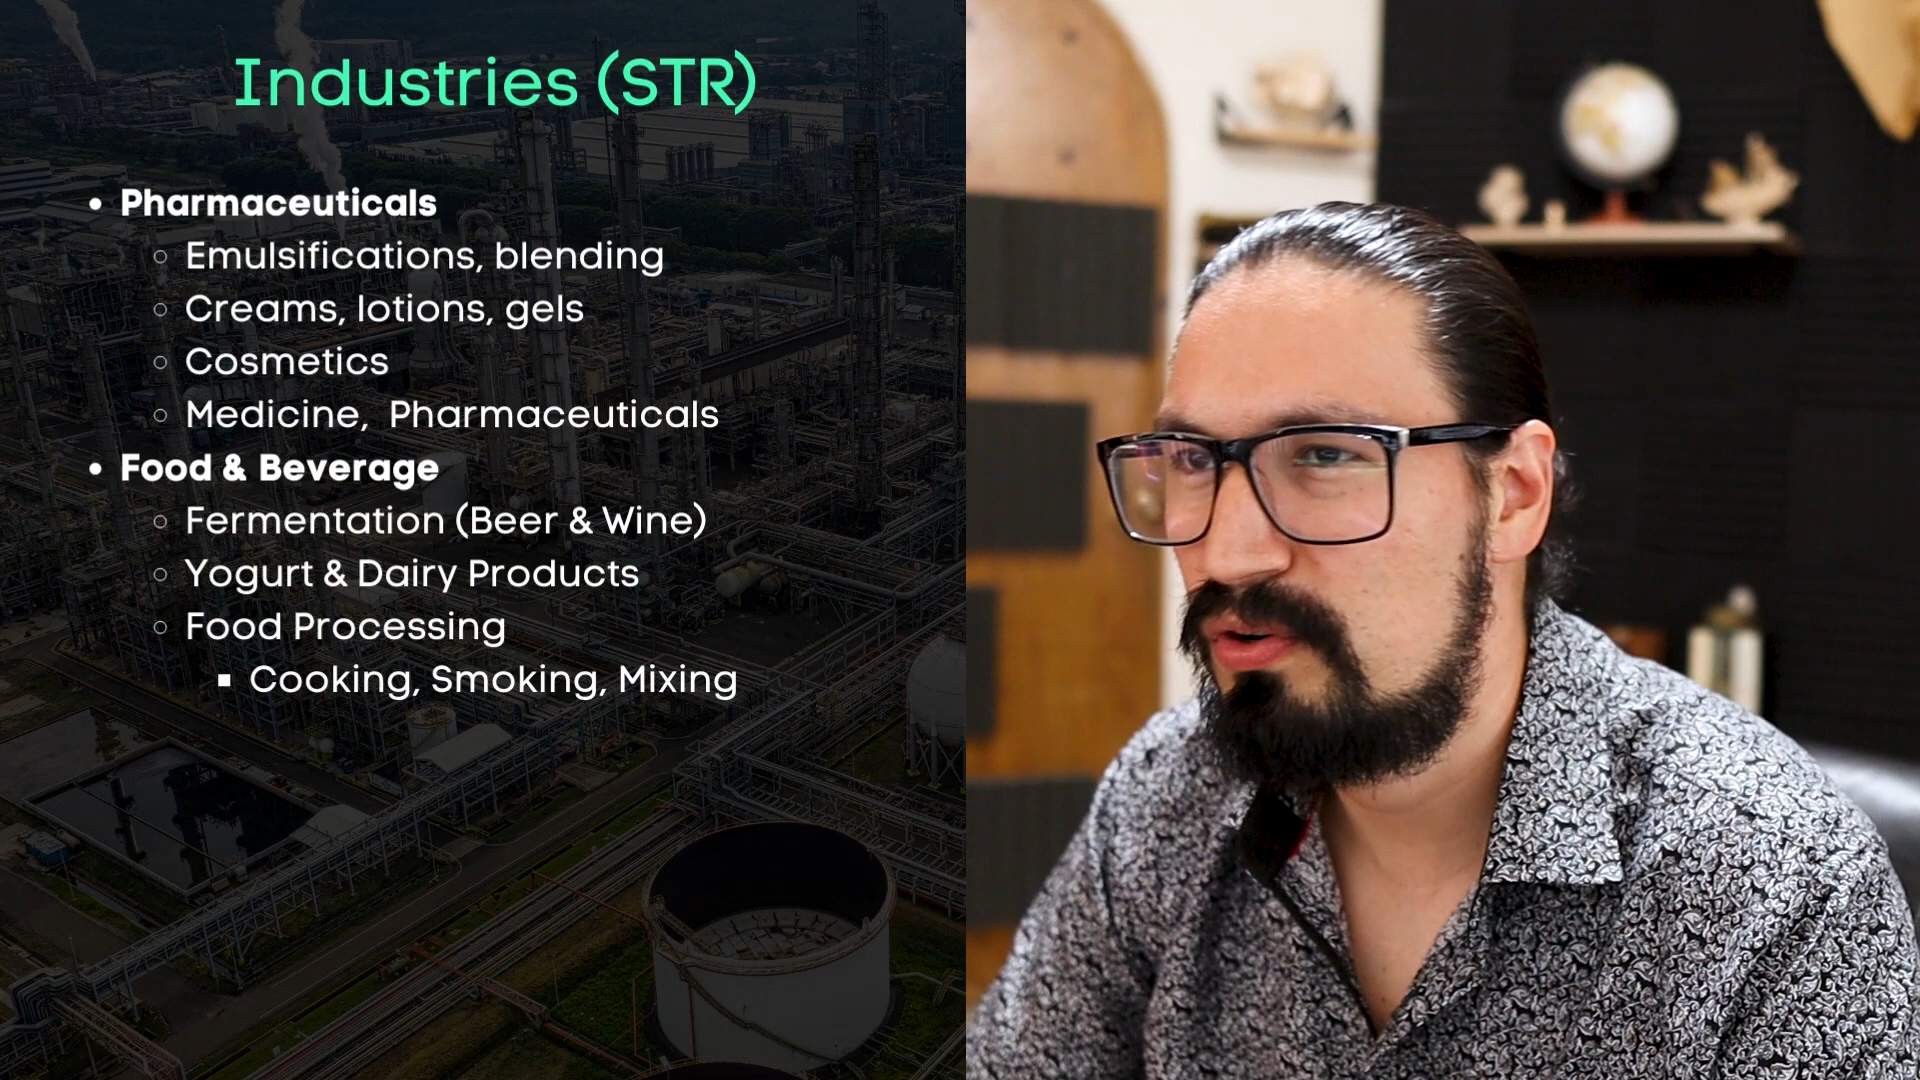 Industries (STR)
Pharmaceuticals
Emulsifications, blending
Creams, lotions, gels
Cosmetics
Medicine, Pharmaceuticals
Food & Beverage
Fermentation (Beer & Wine)
Yogurt & Dairy Products
Food Processing
Cooking, Smoking, Mixing